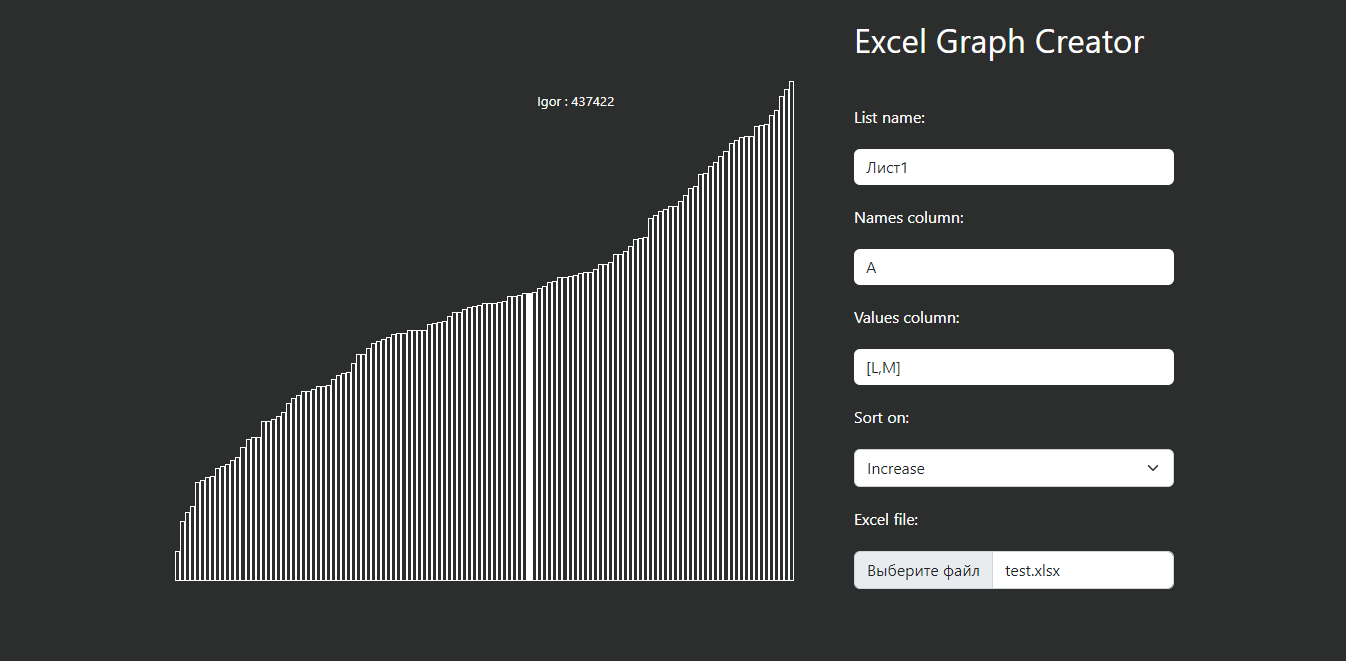 Excel Graph Creator
Igor : 437422
List name:
Лист1
Names column:
A
Values column:
[L,M]
Sort on:
Increase
Excel file:
Выберите файл test.xlsx